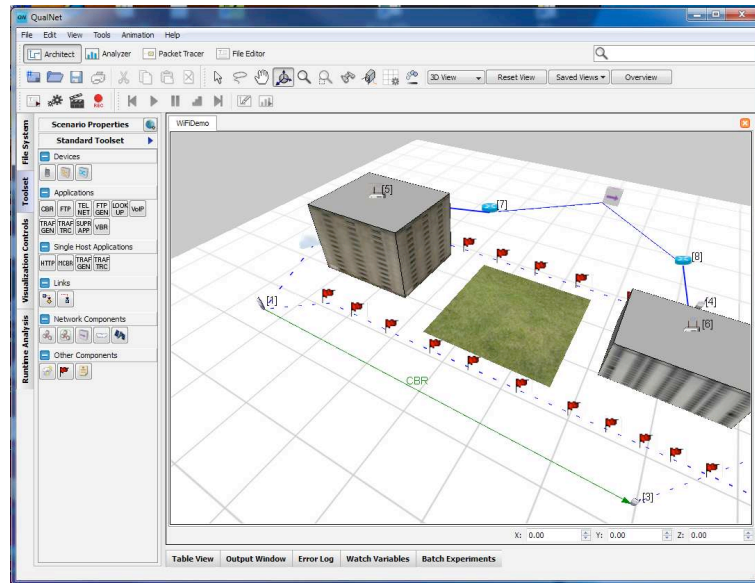 QualNet
File Edit View Tools Animation Help
Architect Analyzer Packet Tracer File Editor
3D View Reset View Saved Views Overview
REC
File System
Toolset
Visualization Controls
Runtime Analysis
Scenario Properties
Standard Toolset
Devices
Applications
CBR FTP TEL NET FTP GEN LOOK UP VoIP
TRAF GEN TRAF TRC SUPR APP VBR
Single Host Applications
HTTP MCBR TRAF GEN TRAF TRC
Links
Network Components
Other Components
WiFiDemo
[5]
[7]
[8]
[4]
[6]
CBR
[3]
X: 0.00 Y: 0.00 Z: 0.00
Table View Output Window Error Log Watch Variables Batch Experiments